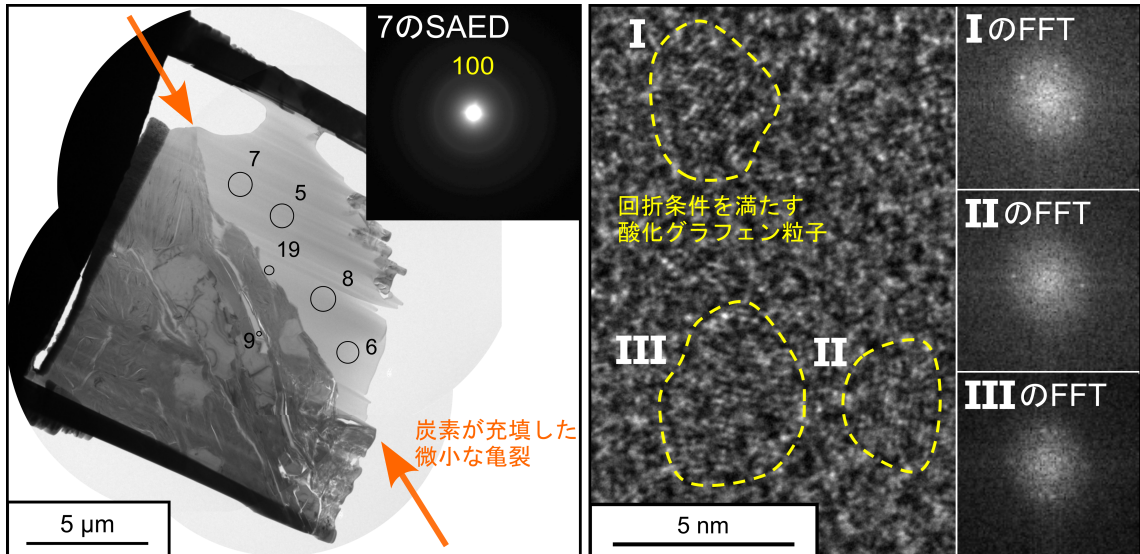 7のSAED
100
7
5
19
8
9
6
炭素が充填した
微小な亀裂
5 µm
I
回折条件を満たす
酸化グラフェン粒子
III
II
5 nm
IのFFT
IIのFFT
IIIのFFT